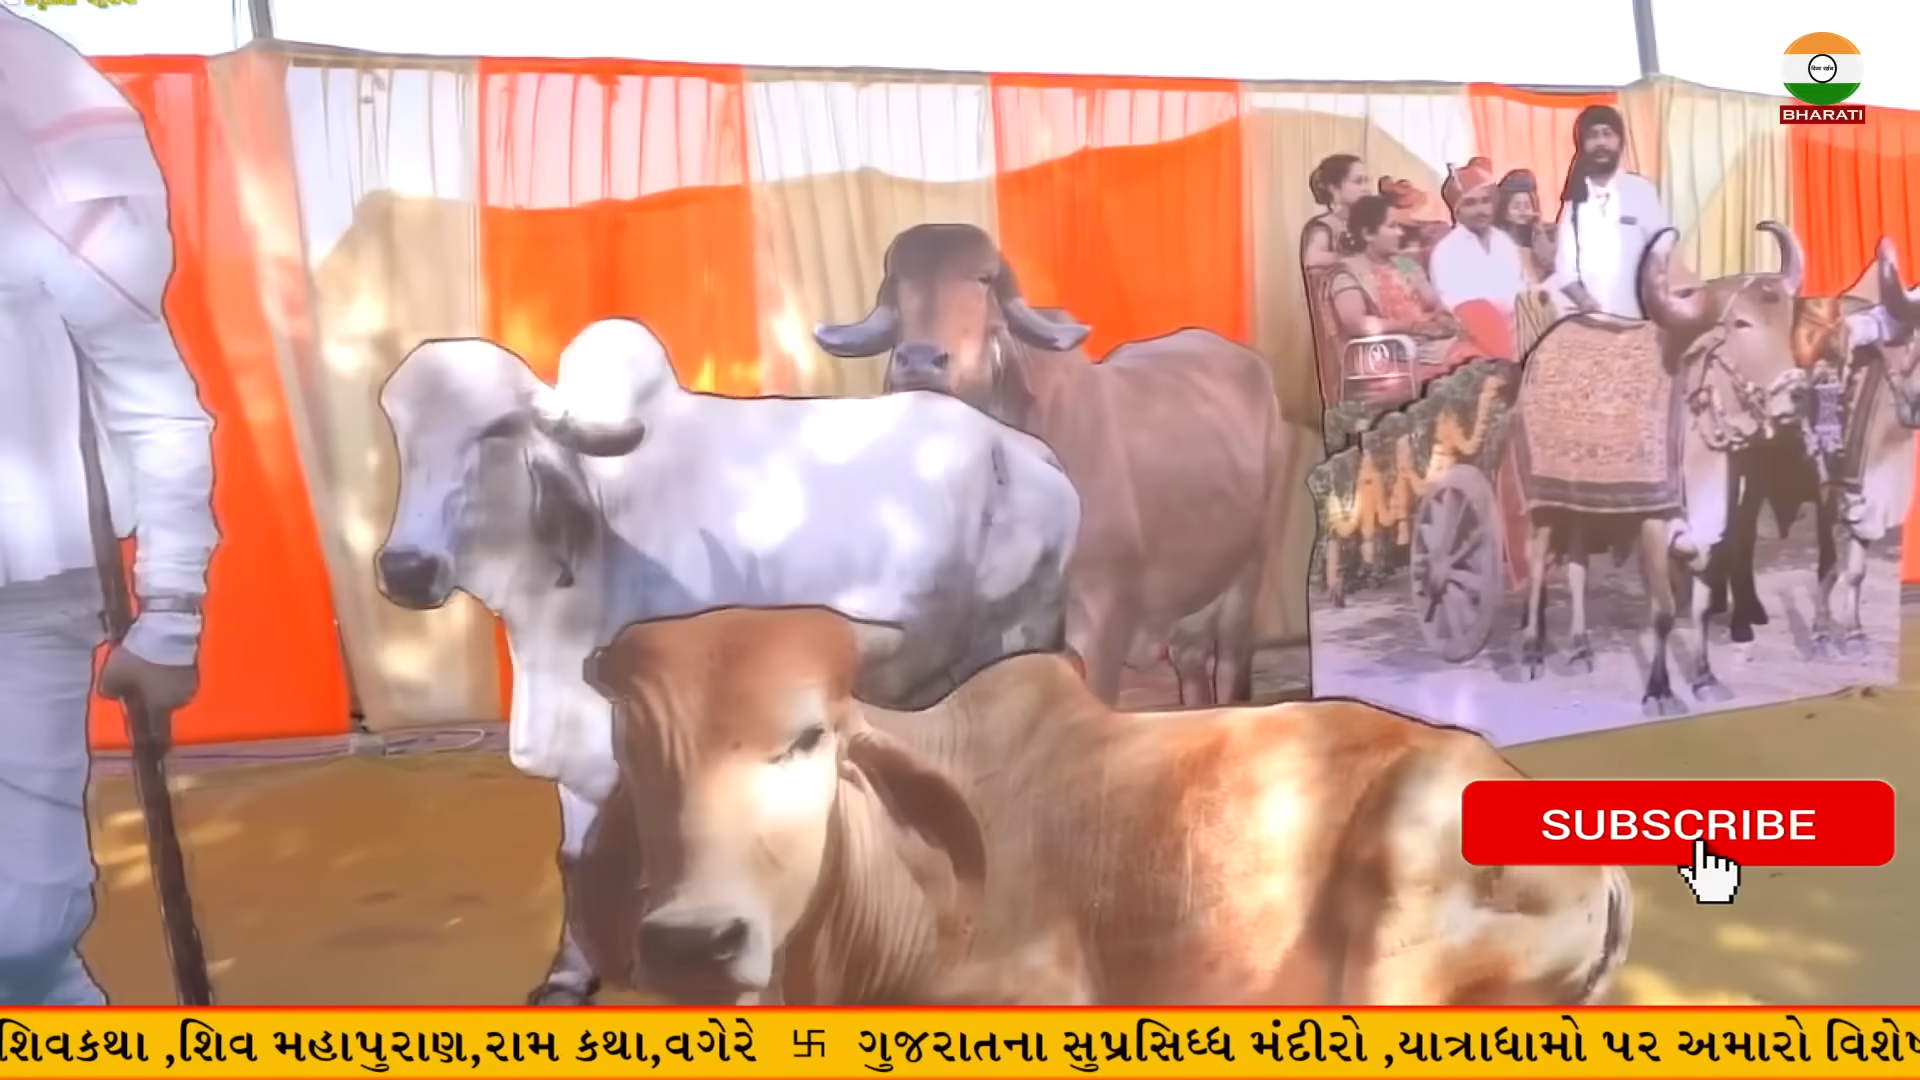 BHARATI
SUBSCRIBE
શિવકથા ,શિવ મહાપુરાણ,રામ કથા,વગેરે 卐 ગુજરાતના સુપ્રસિધ્ધ મંદીરો ,યાત્રાધામો પર અમારો વિશેષ